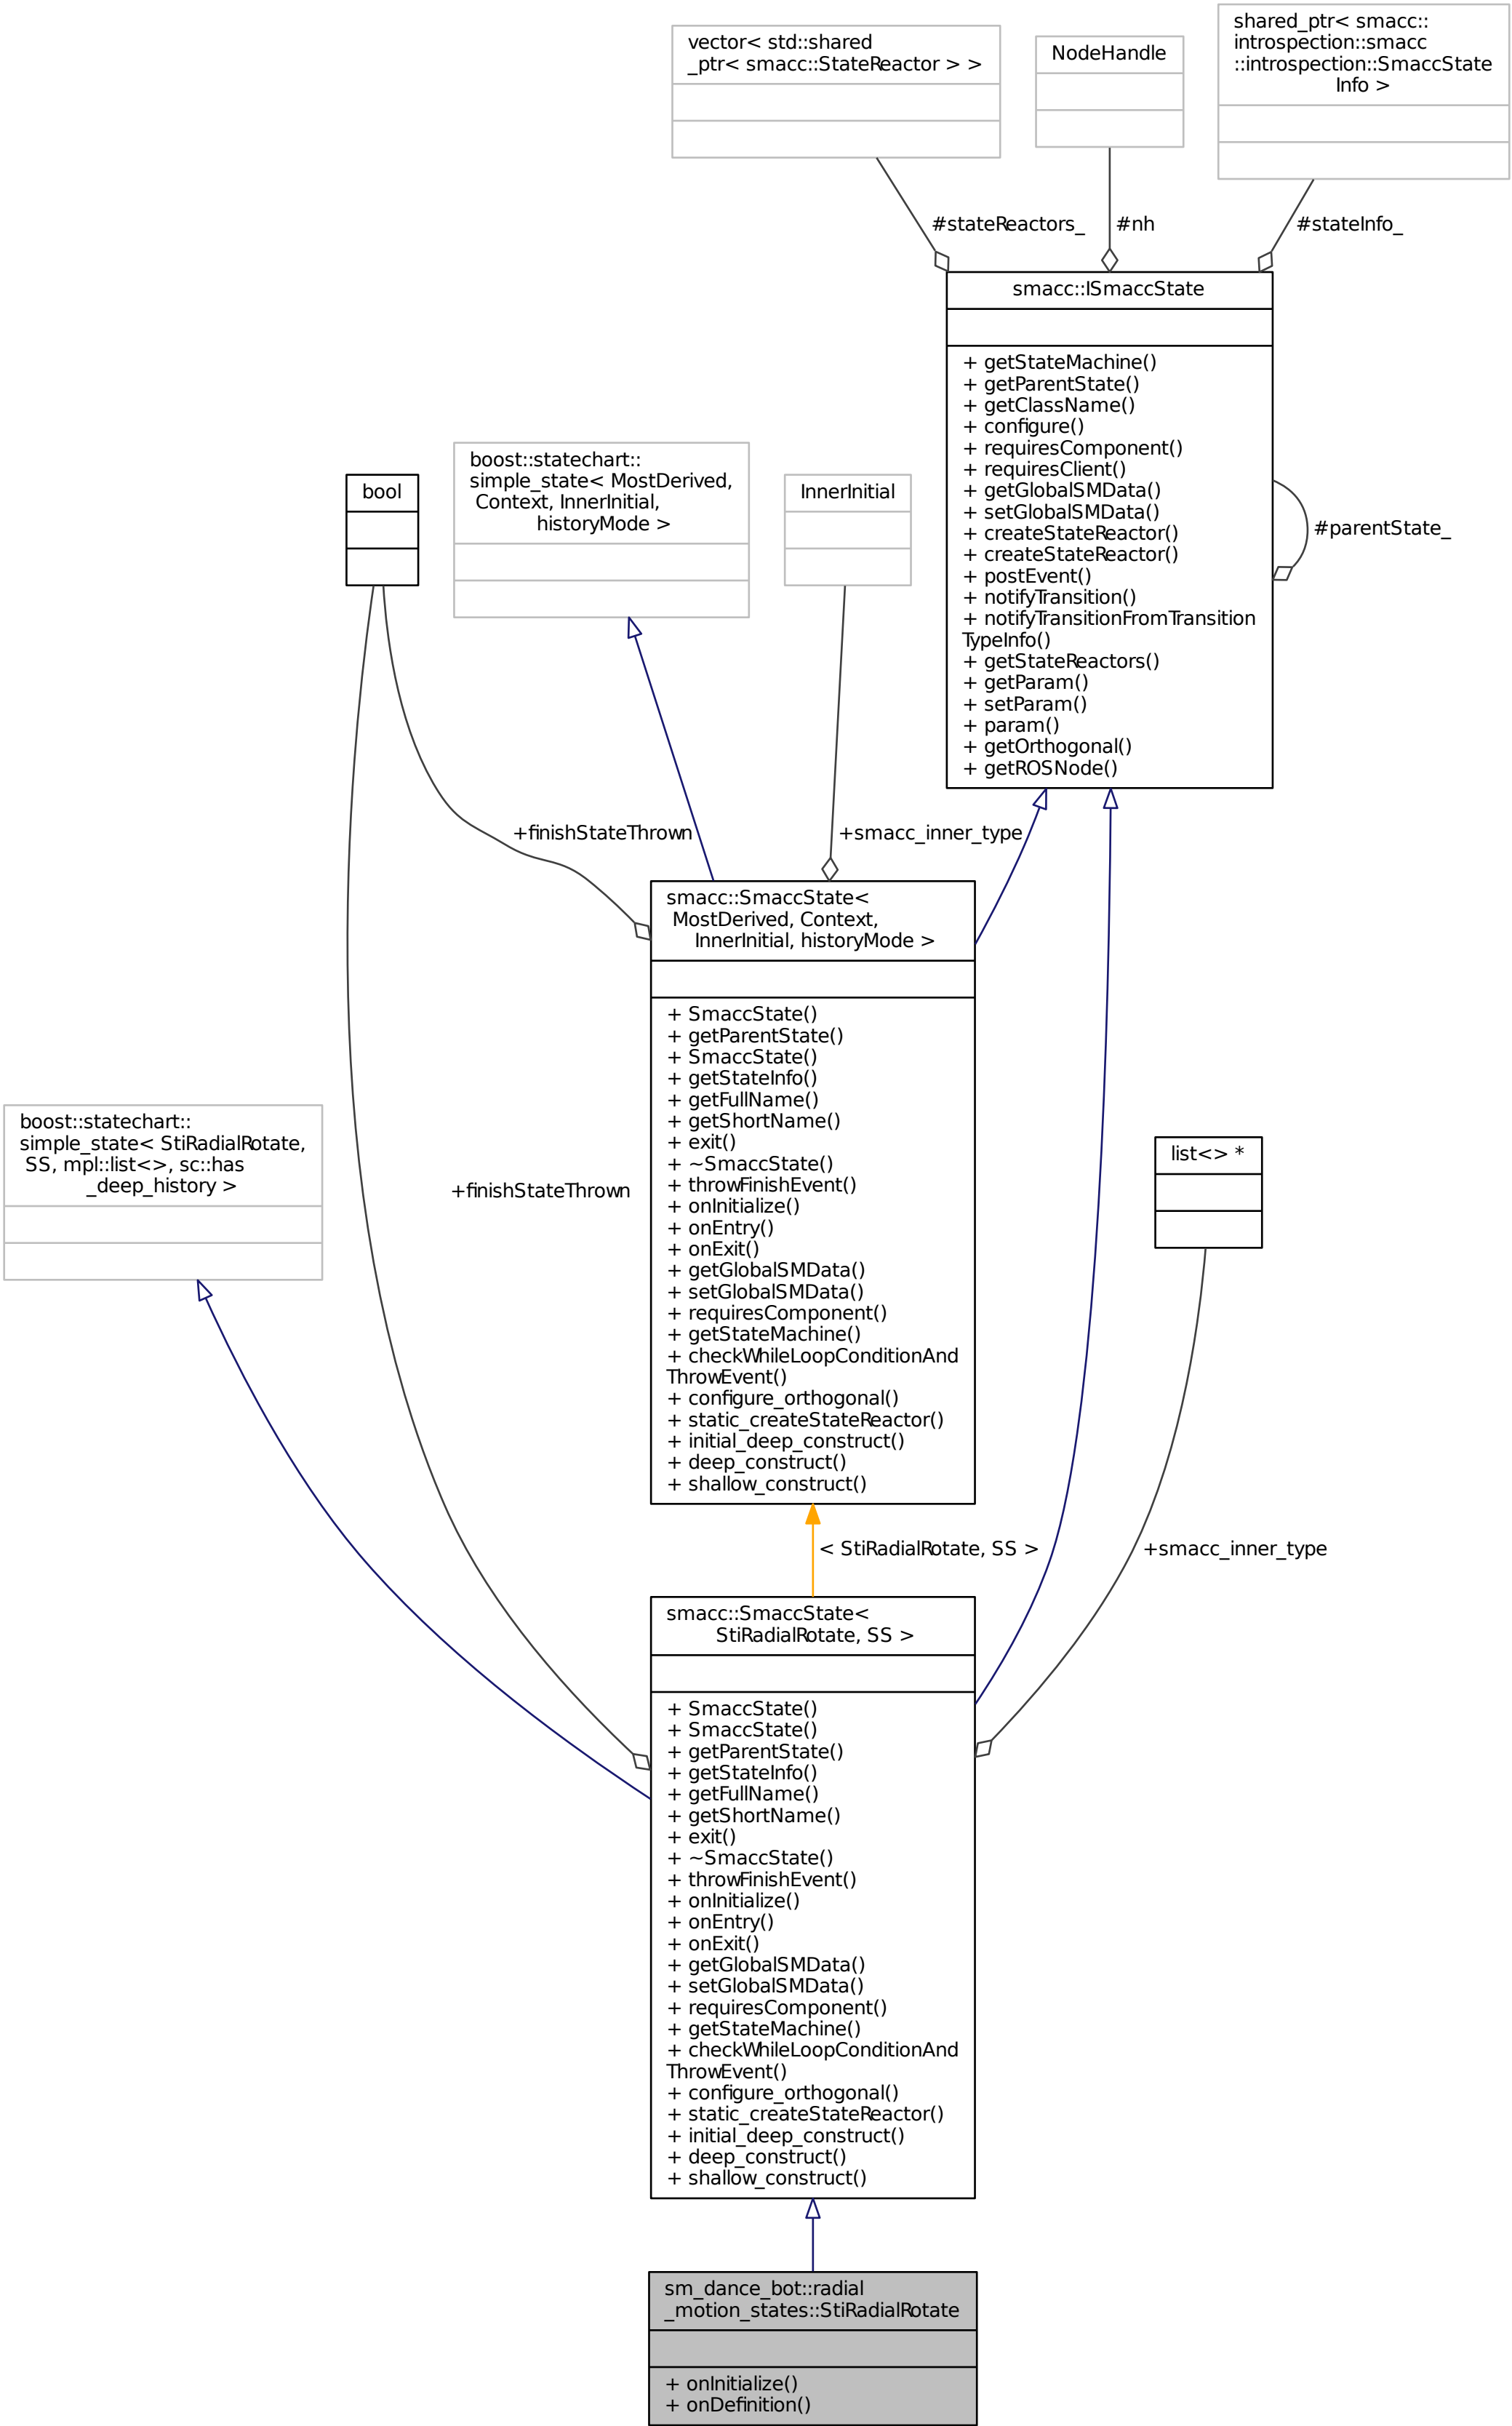 vector< std::shared
_ptr< smacc::StateReactor > >
NodeHandle
shared_ptr< smacc::
introspection::smacc
::introspection::SmaccState
Info >
#stateReactors_
#nh
#stateInfo_
smacc::ISmaccState
+ getStateMachine()
+ getParentState()
+ getClassName()
+ configure()
+ requiresComponent()
+ requiresClient()
+ getGlobalSMData()
+ setGlobalSMData()
+ createStateReactor()
+ createStateReactor()
+ postEvent()
+ notifyTransition()
+ notifyTransitionFromTransition
TypeInfo()
+ getStateReactors()
+ getParam()
+ setParam()
+ param()
+ getOrthogonal()
+ getROSNode()
#parentState_
bool
boost::statechart::
simple_state< MostDerived,
Context, InnerInitial,
historyMode >
InnerInitial
+finishStateThrown
+smacc_inner_type
smacc::SmaccState<
MostDerived, Context,
InnerInitial, historyMode >
+ SmaccState()
+ getParentState()
+ SmaccState()
+ getStateInfo()
+ getFullName()
+ getShortName()
+ exit()
+ ~SmaccState()
+ throwFinishEvent()
+ onInitialize()
+ onEntry()
+ onExit()
+ getGlobalSMData()
+ setGlobalSMData()
+ requiresComponent()
+ getStateMachine()
+ checkWhileLoopConditionAnd
ThrowEvent()
+ configure_orthogonal()
+ static_createStateReactor()
+ initial_deep_construct()
+ deep_construct()
+ shallow_construct()
boost::statechart::
simple_state< StiRadialRotate,
SS, mpl::list<>, sc::has
_deep_history >
+finishStateThrown
list<> *
< StiRadialRotate, SS >
+smacc_inner_type
smacc::SmaccState<
StiRadialRotate, SS >
+ SmaccState()
+ SmaccState()
+ getParentState()
+ getStateInfo()
+ getFullName()
+ getShortName()
+ exit()
+ ~SmaccState()
+ throwFinishEvent()
+ onInitialize()
+ onEntry()
+ onExit()
+ getGlobalSMData()
+ setGlobalSMData()
+ requiresComponent()
+ getStateMachine()
+ checkWhileLoopConditionAnd
ThrowEvent()
+ configure_orthogonal()
+ static_createStateReactor()
+ initial_deep_construct()
+ deep_construct()
+ shallow_construct()
sm_dance_bot::radial
_motion_states::StiRadialRotate
+ onInitialize()
+ onDefinition()